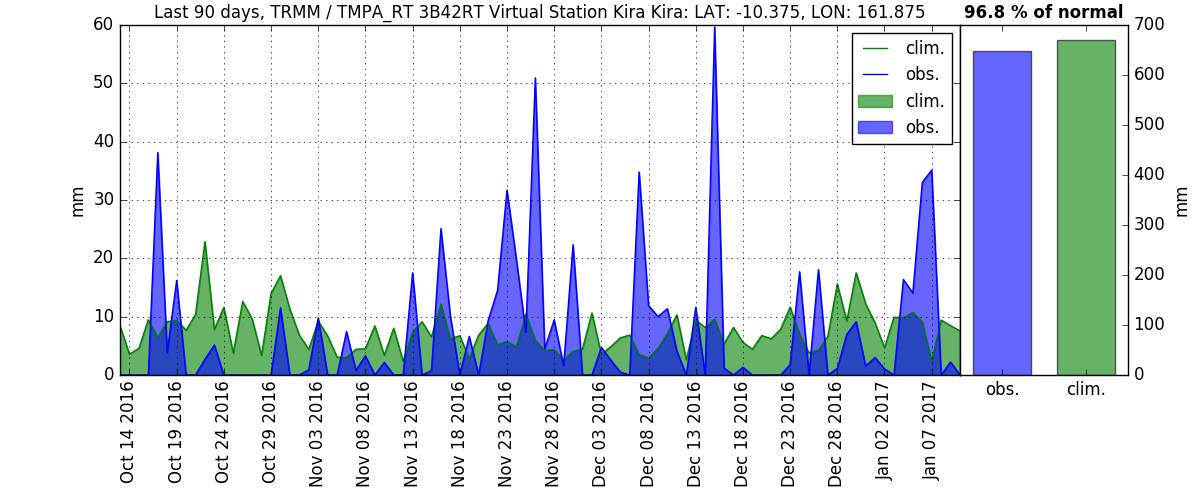 Last 90 days, TRMM / TMPA_RT 3B42RT Virtual Station Kira Kira: LAT: -10.375, LON: 161.875
96.8 % of normal
60
50
40
30
20
10
0
mm
clim.
obs.
clim.
obs.
700
600
500
400
300
200
100
0
mm
obs.
clim.
Oct 14 2016
Oct 19 2016
Oct 24 2016
Oct 29 2016
Nov 03 2016
Nov 08 2016
Nov 13 2016
Nov 18 2016
Nov 23 2016
Nov 28 2016
Dec 03 2016
Dec 08 2016
Dec 13 2016
Dec 18 2016
Dec 23 2016
Dec 28 2016
Jan 02 2017
Jan 07 2017